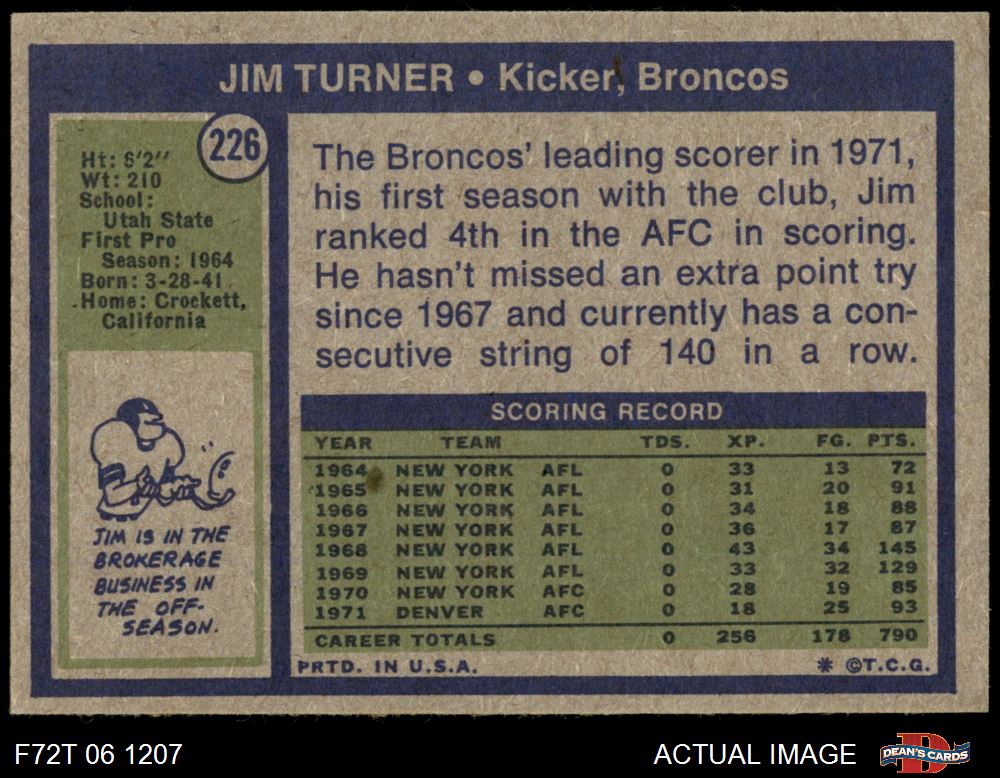 JIM TURNER • Kicker, Broncos
226
Ht: 6'2''
Wt: 210
School:
Utah State
First Pro
Season: 1964
Born: 3-28-41
Home: Crockett,
California
JIM IS IN THE
BROKERAGE
BUSINESS IN
THE OFF-
SEASON.
The Broncos' leading scorer in 1971,
his first season with the club, Jim
ranked 4th in the AFC in scoring.
He hasn't missed an extra point try
since 1967 and currently has a con-
secutive string of 140 in a row.
SCORING RECORD
YEAR TEAM TDS. XP. FG. PTS.
1964 NEW YORK AFL 0 33 13 72
1965 NEW YORK AFL 0 31 20 91
1966 NEW YORK AFL 0 34 18 88
1967 NEW YORK AFL 0 36 17 87
1968 NEW YORK AFL 0 43 34 145
1969 NEW YORK AFL 0 33 32 129
1970 NEW YORK AFC 0 28 19 85
1971 DENVER AFC 0 18 25 93
CAREER TOTALS 0 256 178 790
PRTD. IN U.S.A. * ©T.C.G.
F72T 06 1207 ACTUAL IMAGE DEAN'S CARDS